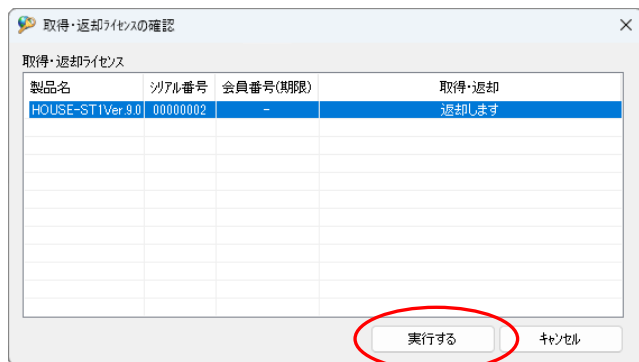 取得・返却ﾗｲｾﾝｽの確認
取得・返却ﾗｲｾﾝｽ
製品名 ｼﾘｱﾙ番号 会員番号(期限) 取得・返却
HOUSE-ST1Ver.9.0 00000002 － 返却します
実行する ｷｬﾝｾﾙ